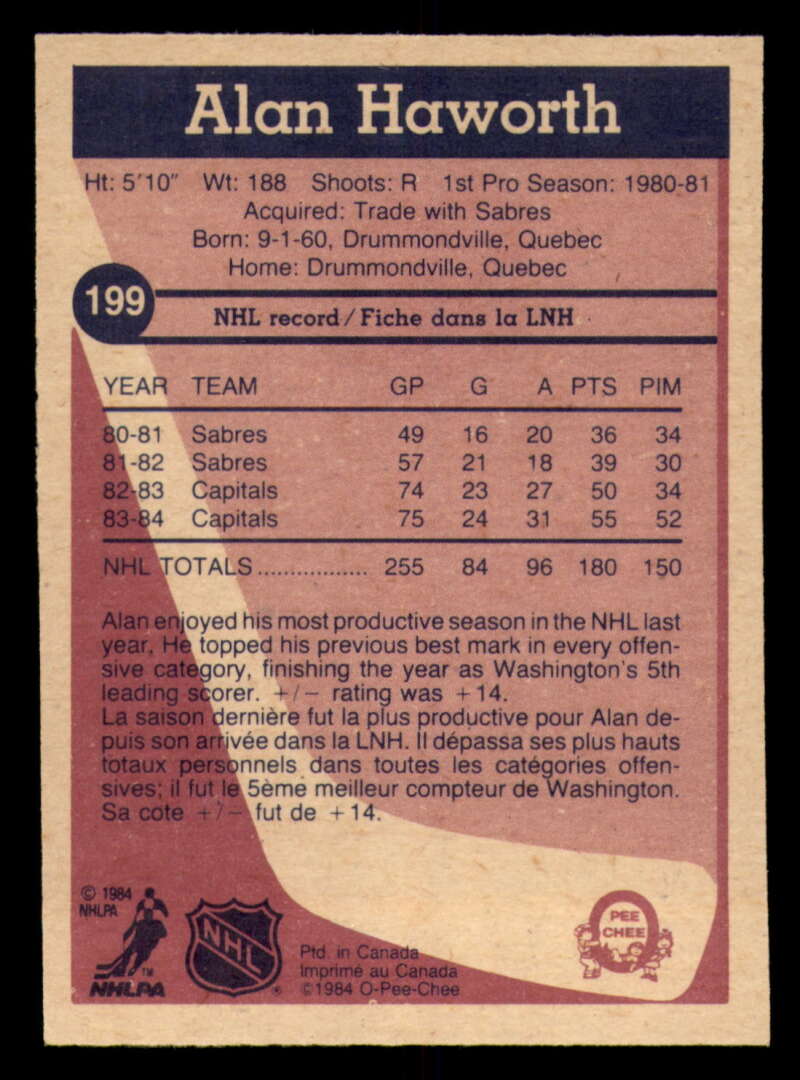 Alan Haworth
Ht: 5'10" Wt: 188 Shoots: R 1st Pro Season: 1980-81
Acquired: Trade with Sabres
Born: 9-1-60, Drummondville, Quebec
Home: Drummondville, Quebec
199
NHL record/Fiche dans la LNH
YEAR TEAM GP G A PTS PIM
80-81 Sabres 49 16 20 36 34
81-82 Sabres 57 21 18 39 30
82-83 Capitals 74 23 27 50 34
83-84 Capitals 75 24 31 55 52
NHL TOTALS................. 255 84 96 180 150
Alan enjoyed his most productive season in the NHL last
year. He topped his previous best mark in every offen-
sive category, finishing the year as Washington's 5th
leading scorer. +/− rating was +14.
La saison dernière fut la plus productive pour Alan de-
puis son arrivée dans la LNH. Il dépassa ses plus hauts
totaux personnels dans toutes les catégories offen-
sives; il fut le 5ème meilleur compteur de Washington.
Sa cote +/− fut de +14.
© 1984
NHLPA
TM
NHLPA
NHL
®
Ptd. in Canada
Imprimé au Canada
©1984 O-Pee-Chee
O
PEE
CHEE